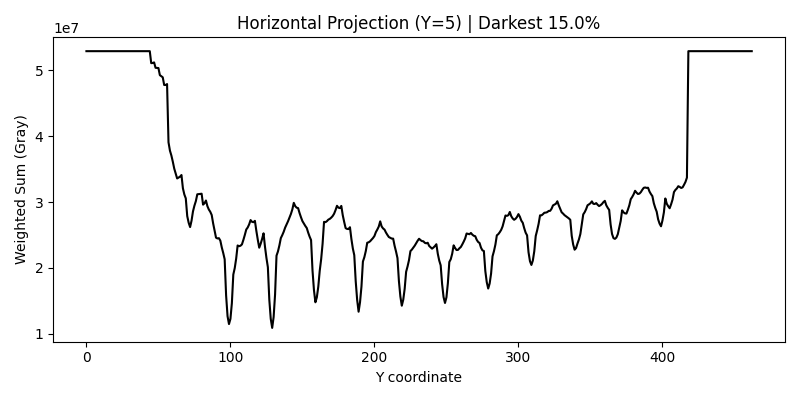 Horizontal Projection (Y=5) | Darkest 15.0%
1e7
5
4
3
2
1
Weighted Sum (Gray)
0 100 200 300 400
Y coordinate